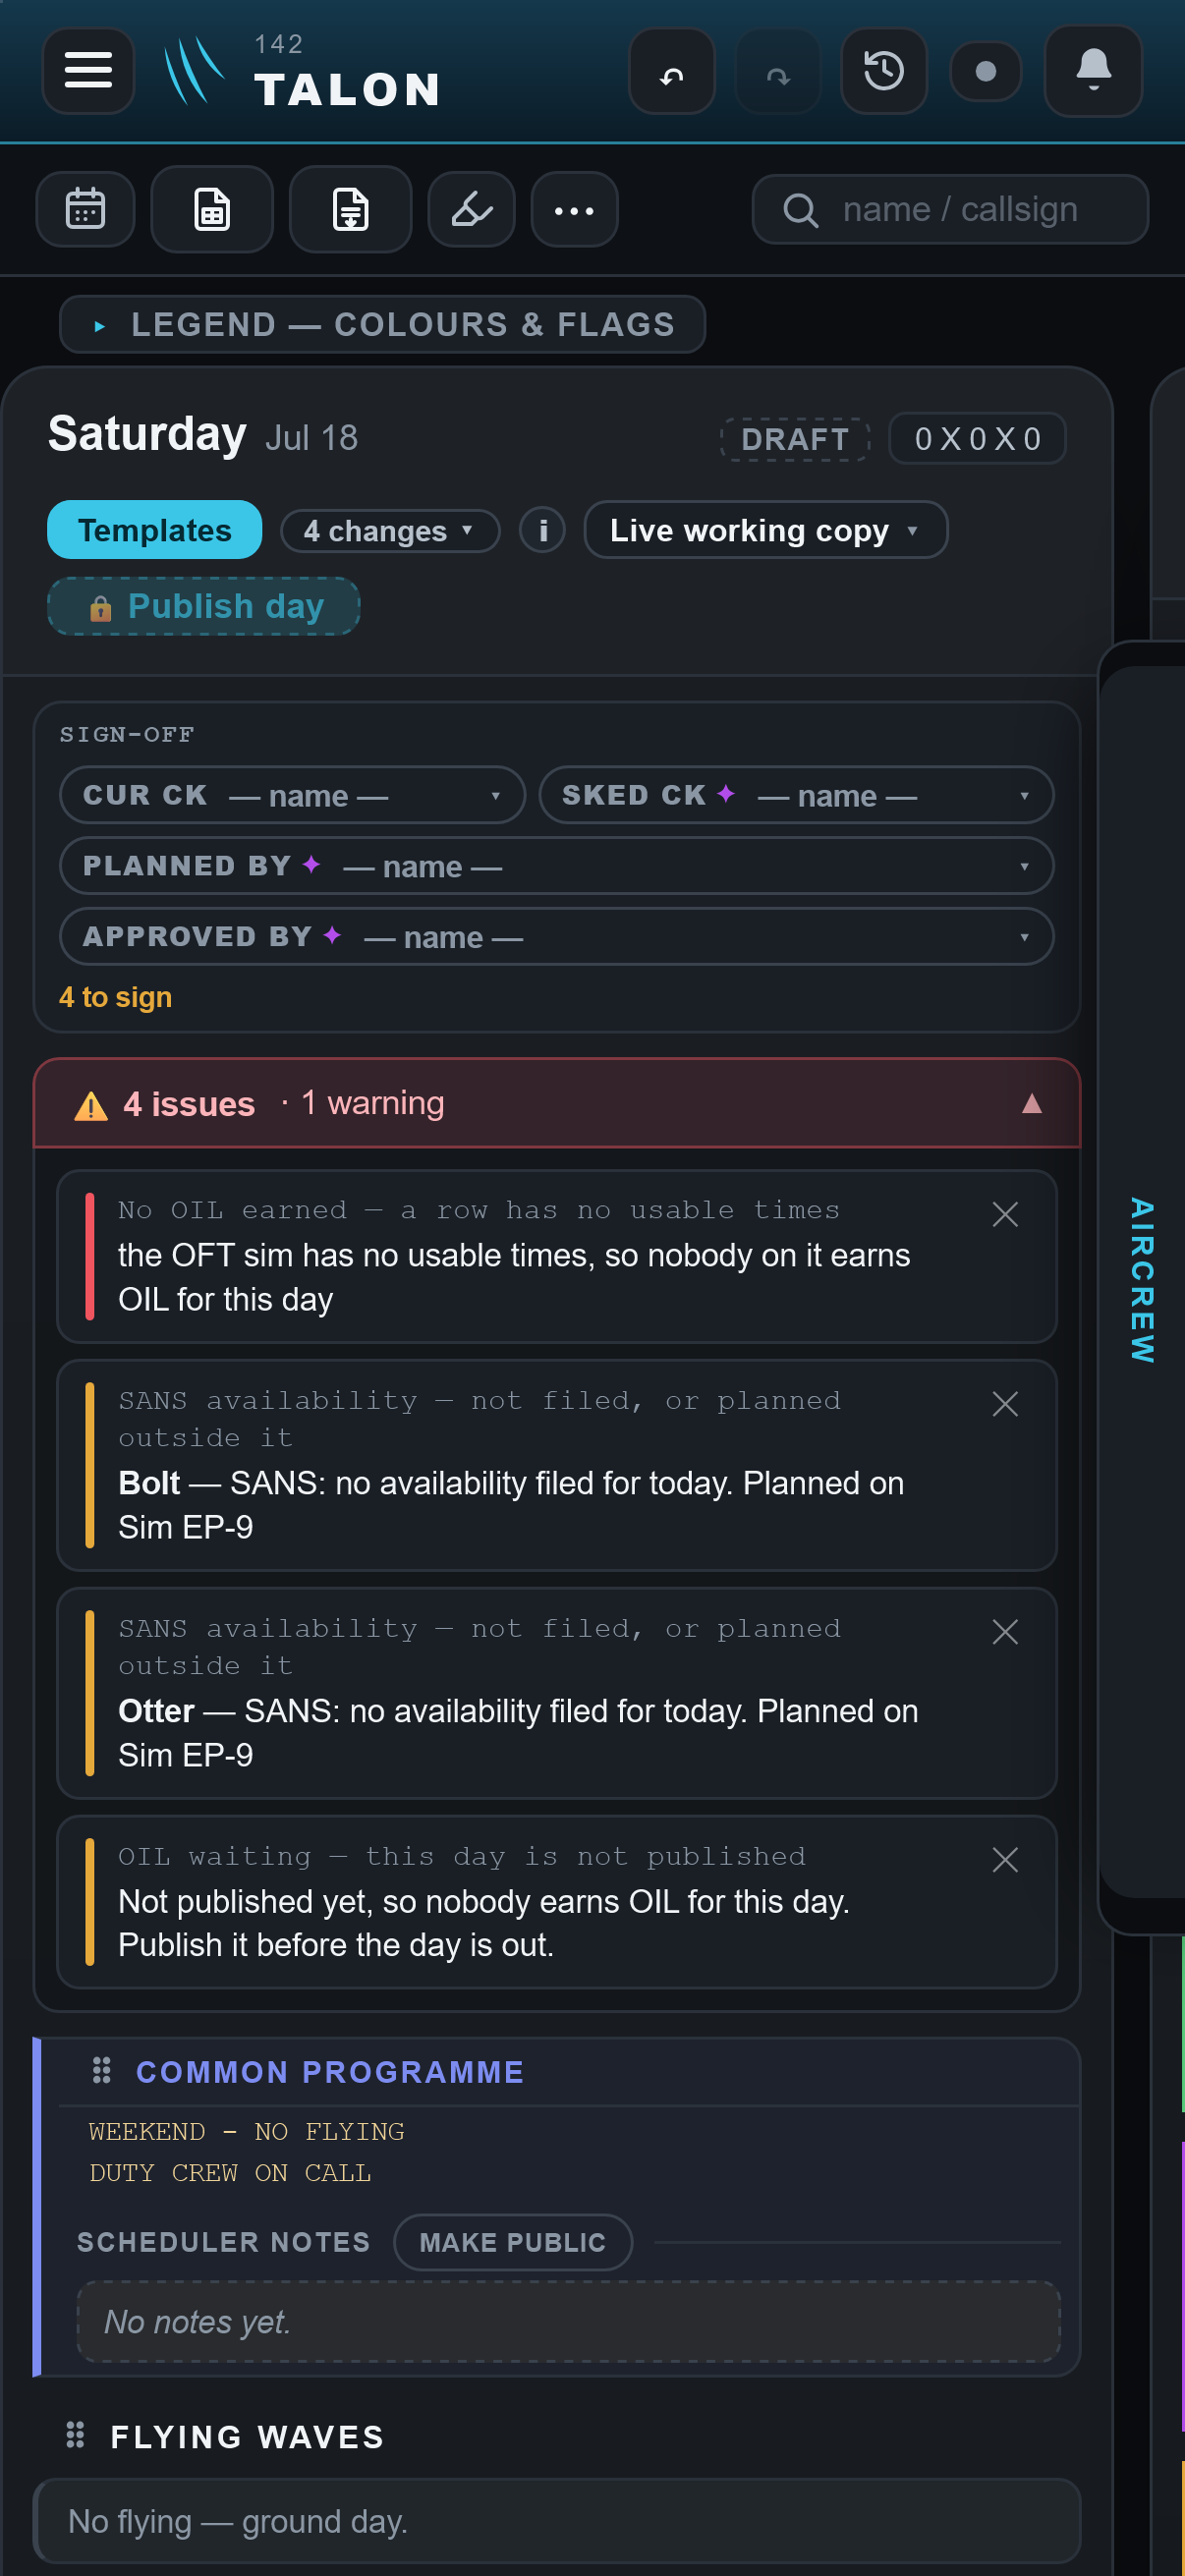 142
TALON
name / callsign
LEGEND — COLOURS & FLAGS
Saturday Jul 18
DRAFT
0 X 0 X 0
Templates
4 changes
i
Live working copy
Publish day
SIGN-OFF
CUR CK — name —
SKED CK — name —
PLANNED BY — name —
APPROVED BY — name —
4 to sign
4 issues · 1 warning
No OIL earned — a row has no usable times
the OFT sim has no usable times, so nobody on it earns
OIL for this day
SANS availability — not filed, or planned
outside it
Bolt — SANS: no availability filed for today. Planned on
Sim EP-9
SANS availability — not filed, or planned
outside it
Otter — SANS: no availability filed for today. Planned on
Sim EP-9
OIL waiting — this day is not published
Not published yet, so nobody earns OIL for this day.
Publish it before the day is out.
AIRCREW
COMMON PROGRAMME
WEEKEND - NO FLYING
DUTY CREW ON CALL
SCHEDULER NOTES
MAKE PUBLIC
No notes yet.
FLYING WAVES
No flying — ground day.